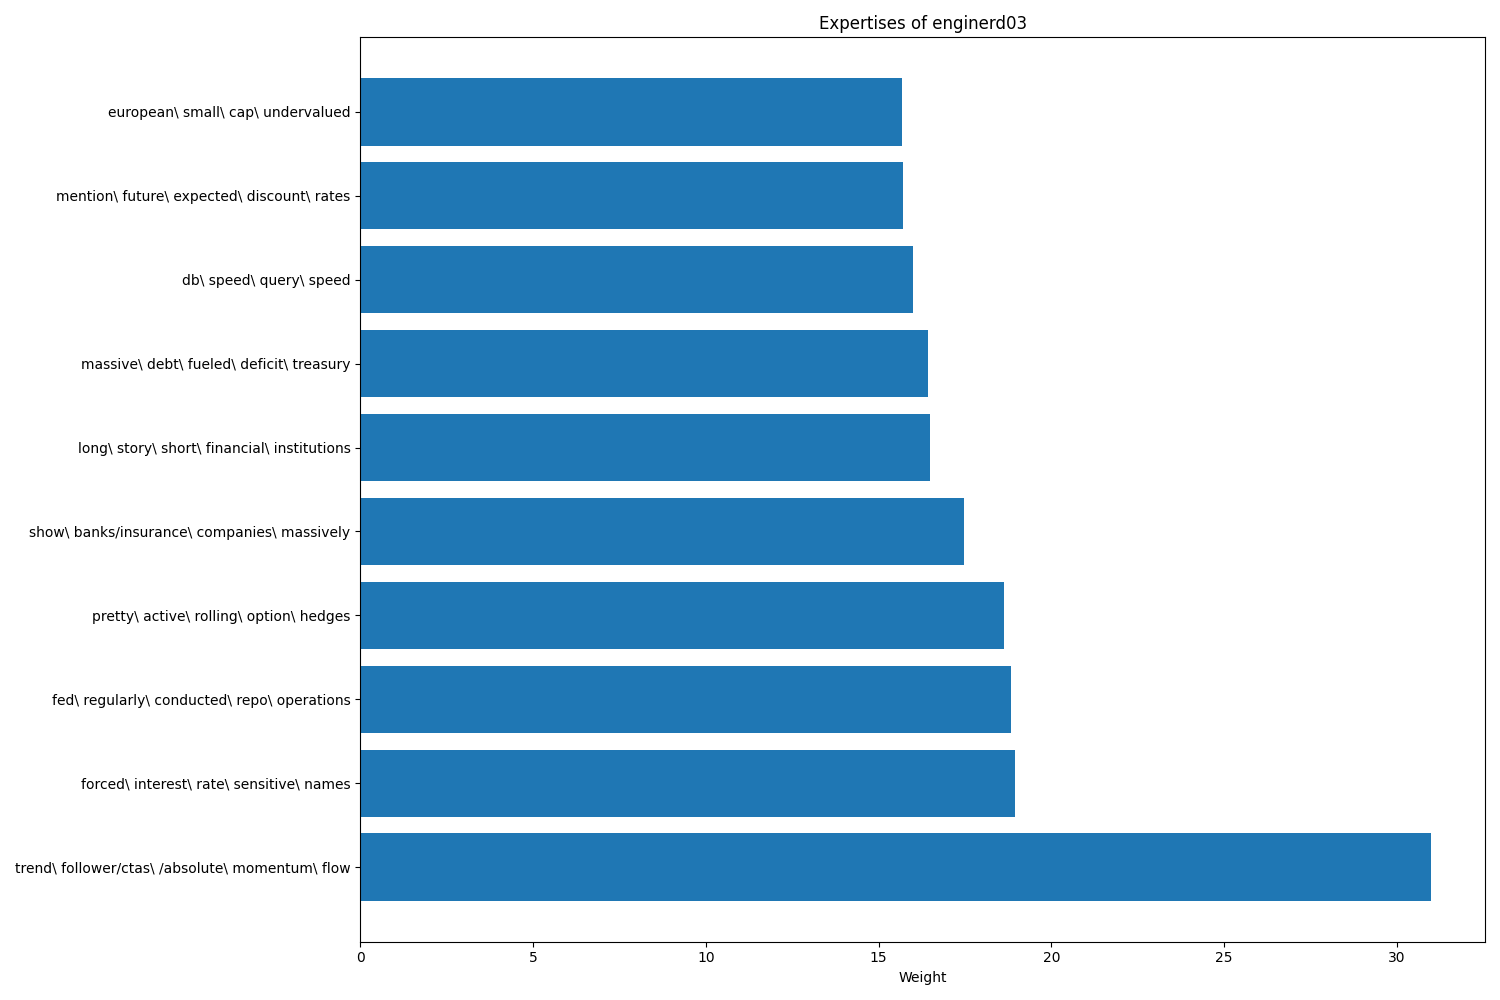 Expertises of enginerd03
european\ small\ cap\ undervalued
mention\ future\ expected\ discount\ rates
db\ speed\ query\ speed
massive\ debt\ fueled\ deficit\ treasury
long\ story\ short\ financial\ institutions
show\ banks/insurance\ companies\ massively
pretty\ active\ rolling\ option\ hedges
fed\ regularly\ conducted\ repo\ operations
forced\ interest\ rate\ sensitive\ names
trend\ follower/ctas\ /absolute\ momentum\ flow
0 5 10 15 20 25 30
Weight